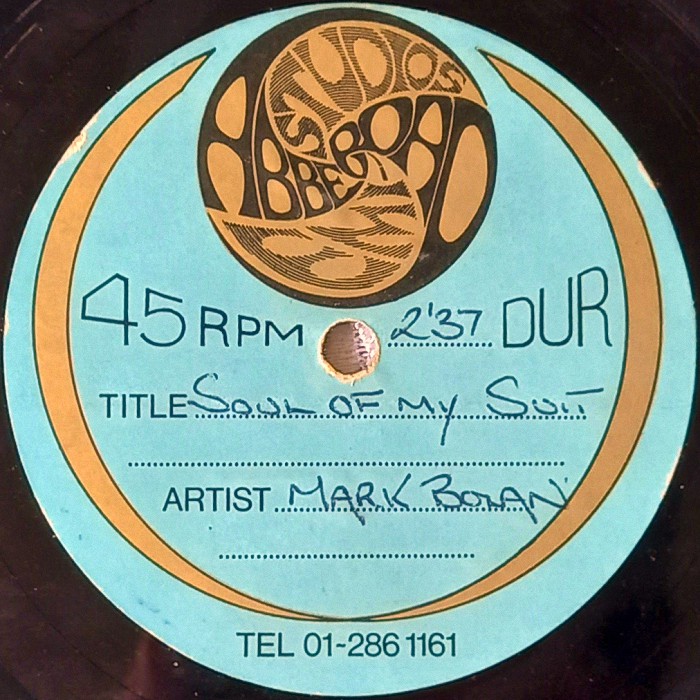 STUDIOS
ABBEY ROAD
EMI
45 RPM 2'37 DUR
TITLE SOUL OF MY SUIT
ARTIST MARK BOLAN
TEL 01-286 1161